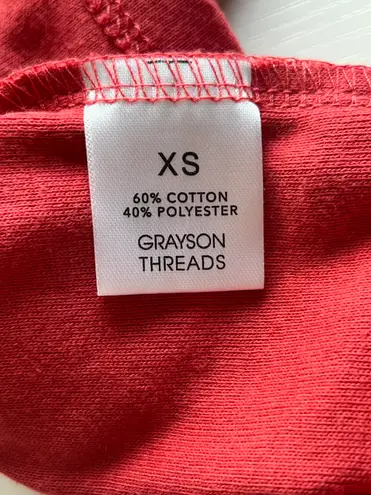 XS
60% COTTON
40% POLYESTER
GRAYSON
THREADS